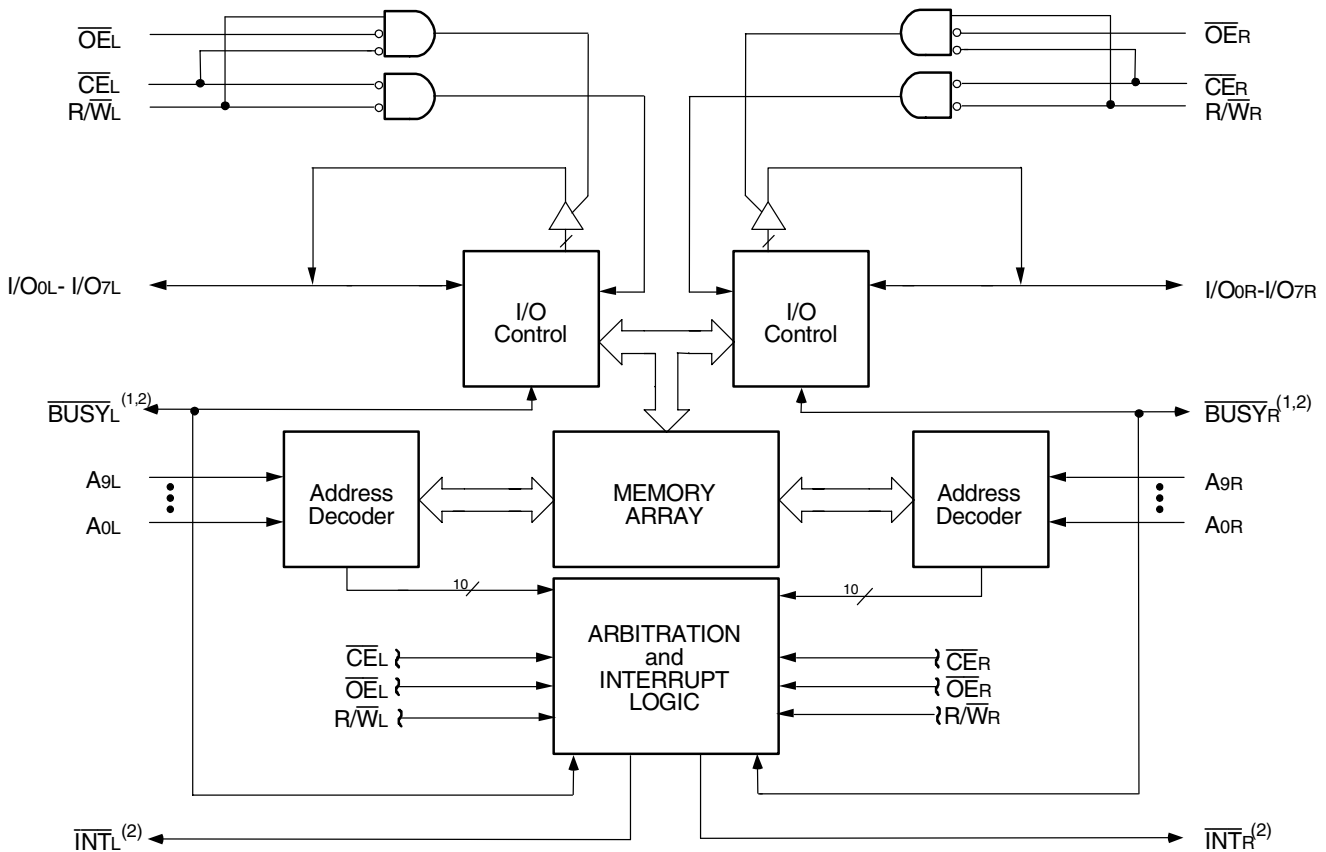 OEL
OER
CEL
CER
R/WL
R/WR
I/O0L- I/O7L
I/O
Control
I/O
Control
I/O0R-I/O7R
BUSYL(1,2)
BUSYR(1,2)
A9L
A0L
Address
Decoder
MEMORY
ARRAY
Address
Decoder
A9R
A0R
10
10
ARBITRATION
and
INTERRUPT
LOGIC
CEL
OEL
R/WL
CER
OER
R/WR
INTL(2)
INTR(2)